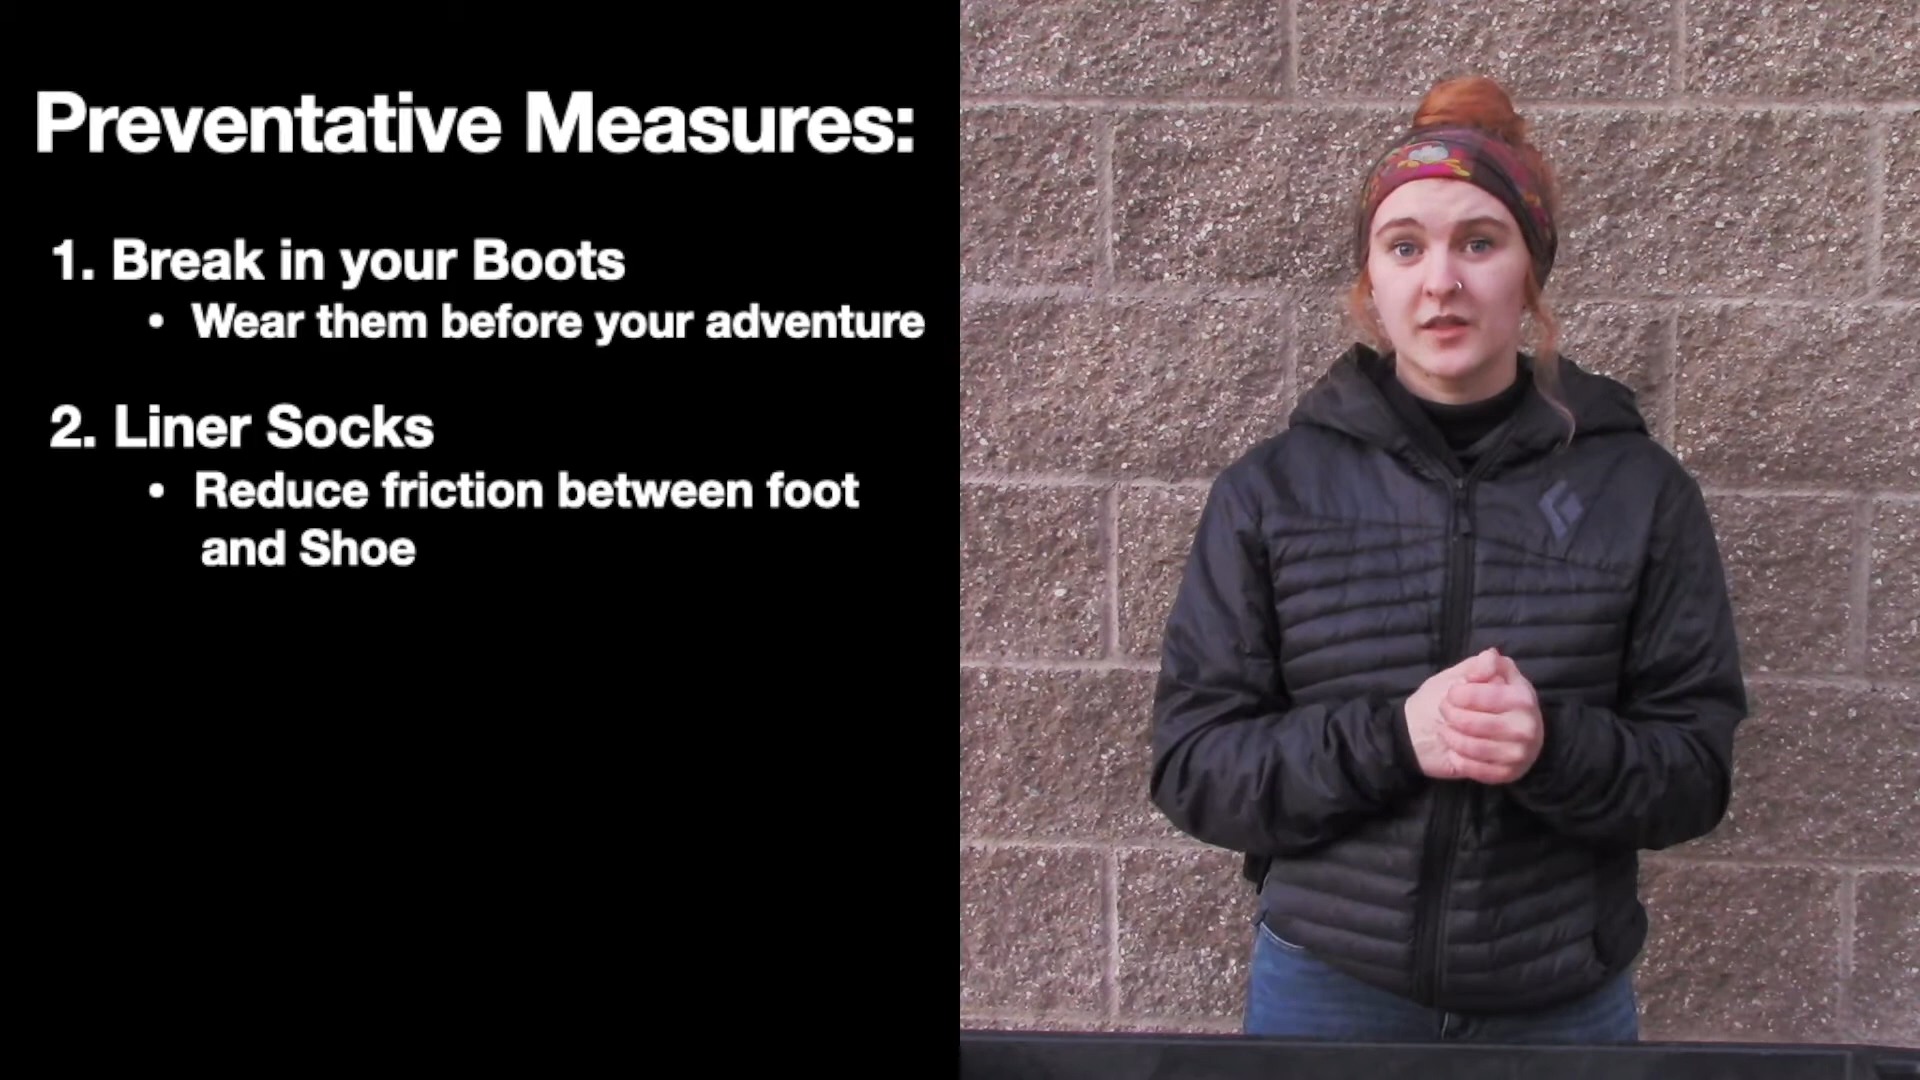 Preventative Measures:
1. Break in your Boots
• Wear them before your adventure
2. Liner Socks
• Reduce friction between foot
and Shoe